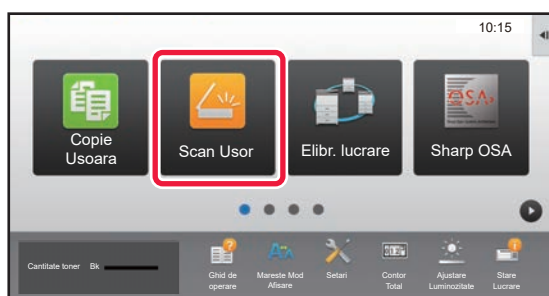 10:15
Copie
Usoara
Scan Usor
Elibr. lucrare
Sharp OSA
Cantitate toner Bk
Ghid de
operare
Mareste Mod
Afisare
Setari
Contor
Total
Ajustare
Luminozitate
Stare
Lucrare